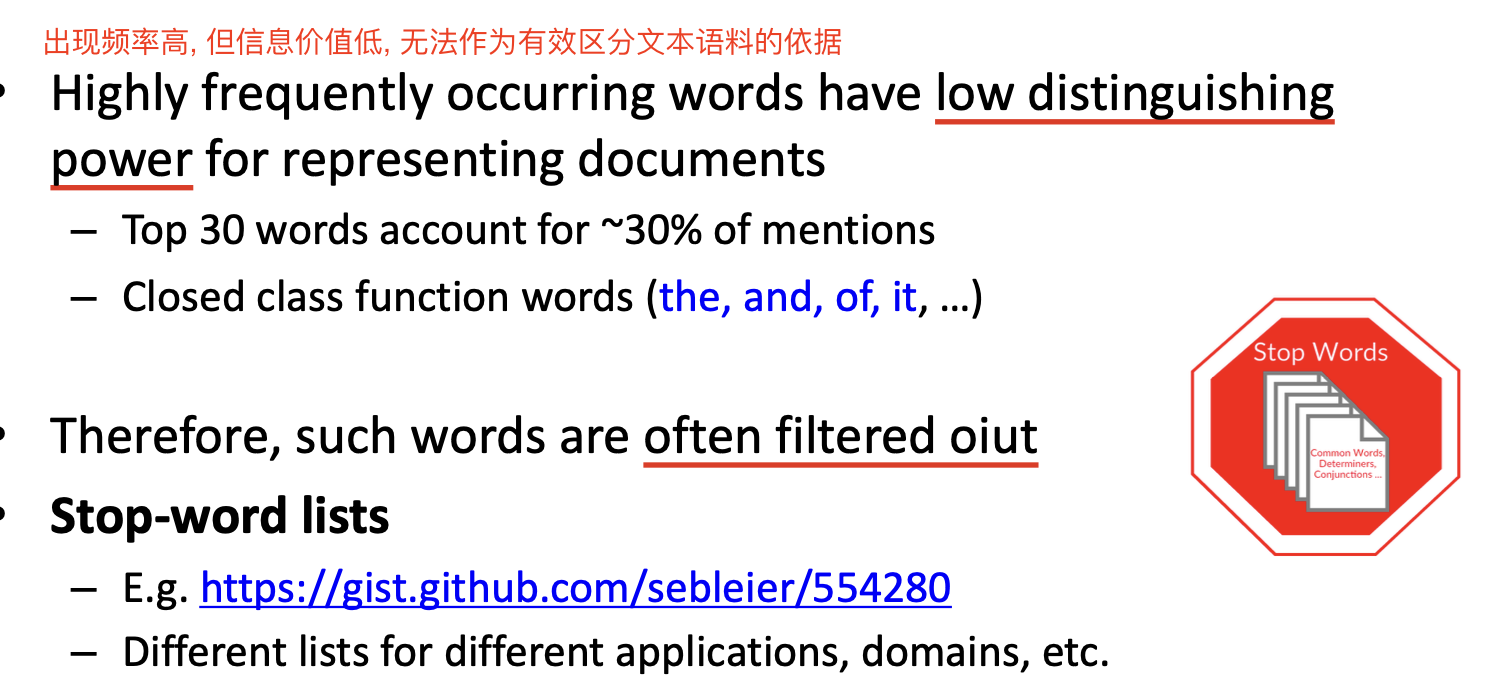 出现频率高, 但信息价值低, 无法作为有效区分文本语料的依据
• Highly frequently occurring words have low distinguishing
power for representing documents
– Top 30 words account for ~30% of mentions
– Closed class function words (the, and, of, it, …)
Stop Words
Common Words,
Determiners,
Conjunctions ...
• Therefore, such words are often filtered oiut
• Stop-word lists
– E.g. https://gist.github.com/sebleier/554280
– Different lists for different applications, domains, etc.